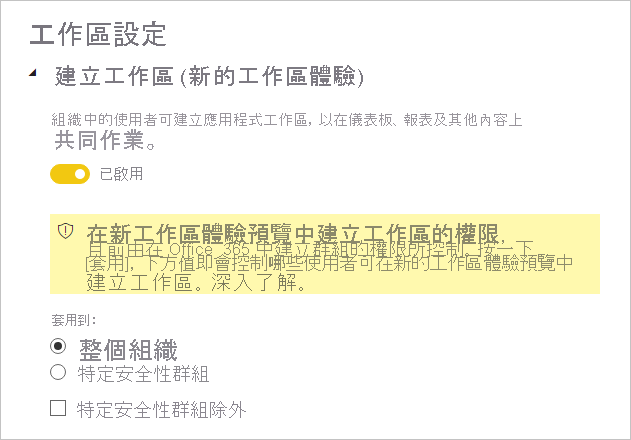 工作區設定
建立工作區 (新的工作區體驗)
組織中的使用者可建立應用程式工作區, 以在儀表板、報表及其他內容上
共同作業。
已啟用
在新工作區體驗預覽中建立工作區的權限,
目前由在 Office 365 中建立群組的權限所控制. 按一下
[套用], 下方值即會控制哪些使用者可在新的工作區體驗預覽中
建立工作區。深入了解。
套用到:
整個組織
特定安全性群組
特定安全性群組除外